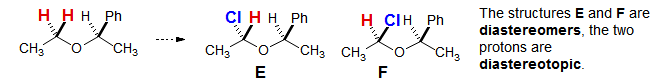 H H H Ph
CH₃ O CH₃
Cl H H Ph
CH₃ O CH₃
E
H Cl H Ph
CH₃ O CH₃
F
The structures E and F are
diastereomers, the two
protons are
diastereotopic.